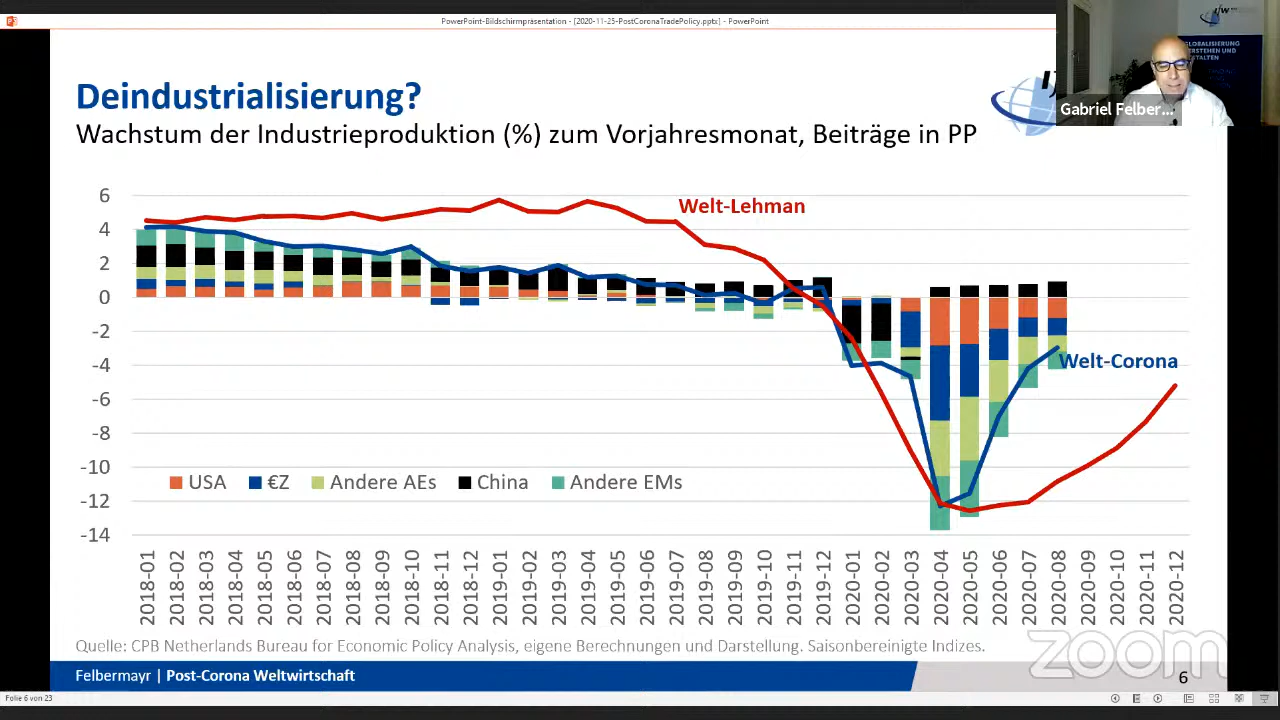 PowerPoint-Bildschirmpräsentation - [2020-11-25-PostCoronaTradePolicy.pptx] - PowerPoint
ifw
GLOBALISIERUNG
Gabriel Felber...
Deindustrialisierung?
Wachstum der Industrieproduktion (%) zum Vorjahresmonat, Beiträge in PP
6
4
2
0
-2
-4
-6
-8
-10
-12
-14
Welt-Lehman
Welt-Corona
USA €Z Andere AEs China Andere EMs
2018-01 2018-02 2018-03 2018-04 2018-05 2018-06 2018-07 2018-08 2018-09 2018-10 2018-11 2018-12 2019-01 2019-02 2019-03 2019-04 2019-05 2019-06 2019-07 2019-08 2019-09 2019-10 2019-11 2019-12 2020-01 2020-02 2020-03 2020-04 2020-05 2020-06 2020-07 2020-08 2020-09 2020-10 2020-11 2020-12
Quelle: CPB Netherlands Bureau for Economic Policy Analysis, eigene Berechnungen und Darstellung. Saisonbereinigte Indizes.
zoom
Felbermayr | Post-Corona Weltwirtschaft
6
Folie 6 von 23